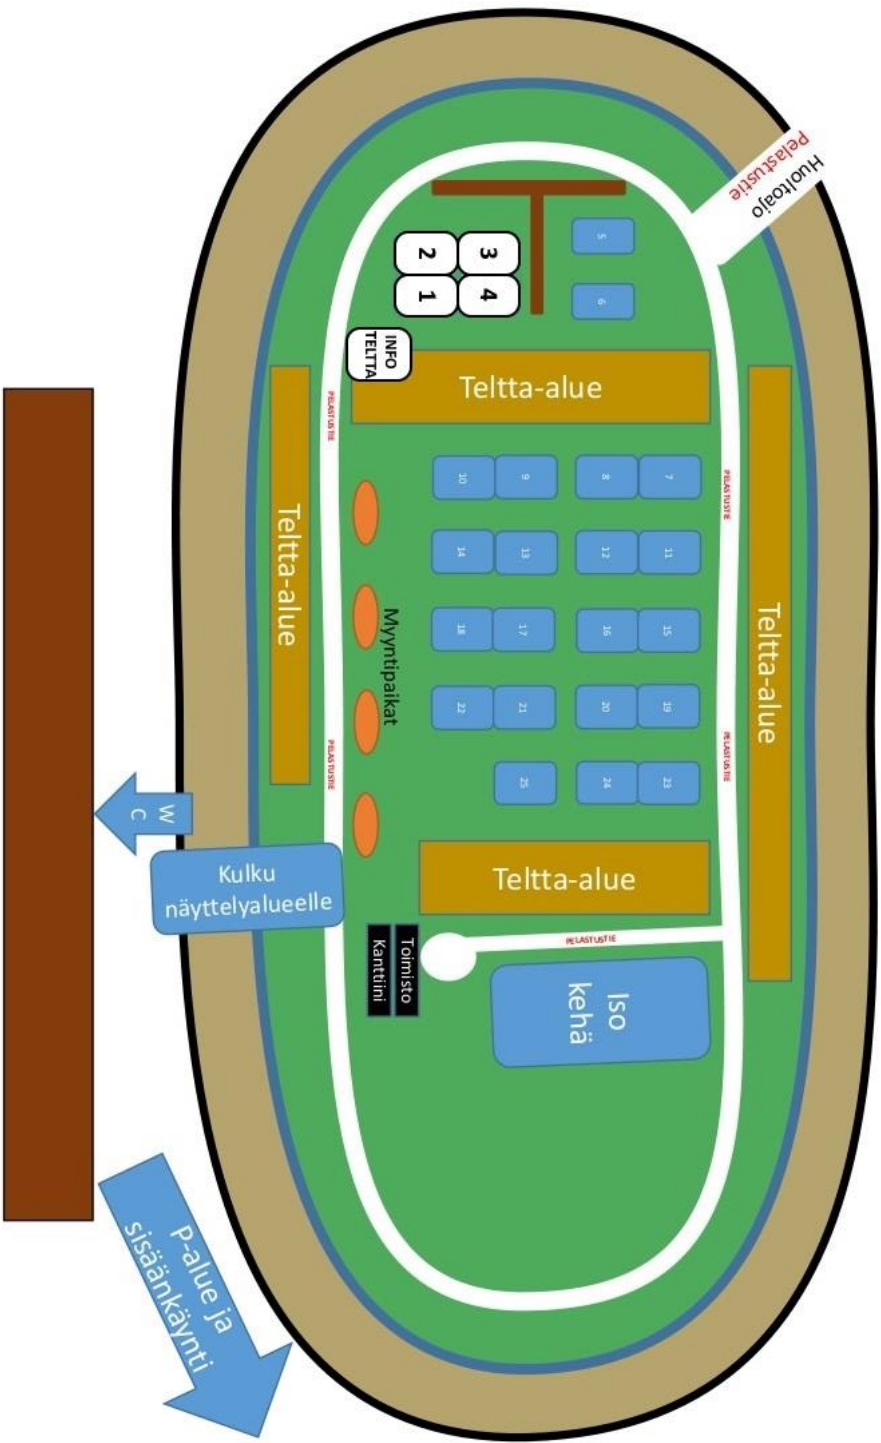 Huoltoajo
Pelastustie
5
6
2
3
1
4
INFO
TELTTA
Teltta-alue
PELASTUSTIE
PELASTUSTIE
10
9
8
7
14
13
12
11
18
17
16
15
22
21
20
19
25
24
23
Teltta-alue
Teltta-alue
Myyntipaikat
PELASTUSTIE
PELASTUSTIE
W
C
Kulku
näyttelyalueelle
Teltta-alue
PELASTUSTIE
Toimisto
Kanttiini
Iso
kehä
P-alue ja
sisäänkäynti